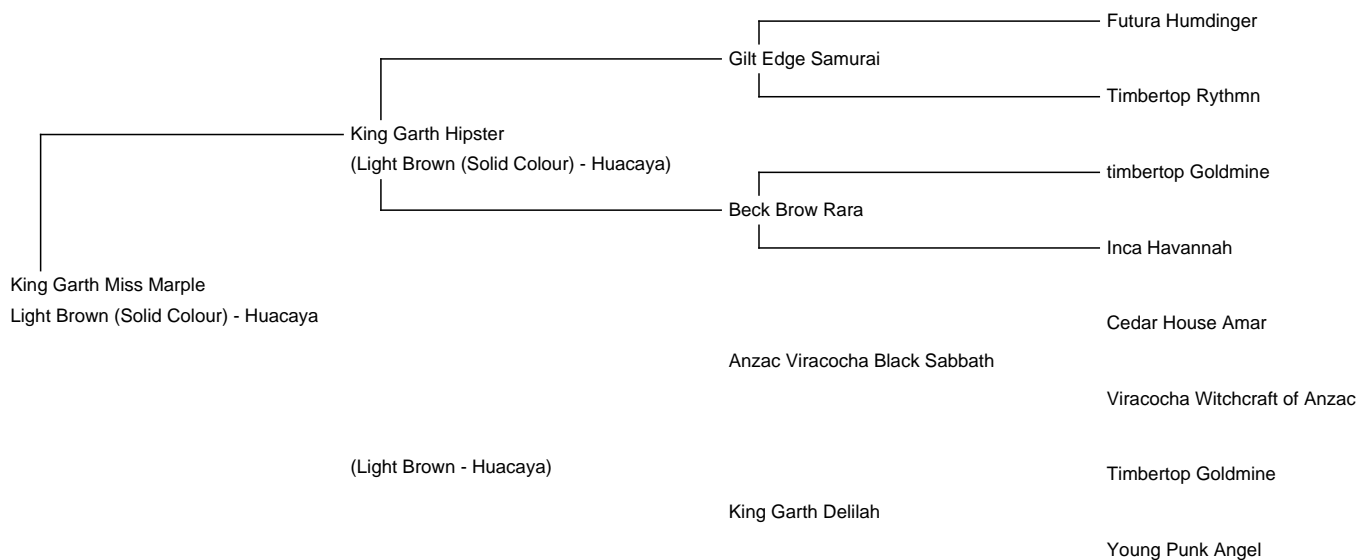 Futura Humdinger
Gilt Edge Samurai
Timbertop Rythmn
King Garth Hipster
(Light Brown (Solid Colour) - Huacaya)
timbertop Goldmine
Beck Brow Rara
Inca Havannah
King Garth Miss Marple
Light Brown (Solid Colour) - Huacaya
Cedar House Amar
Anzac Viracocha Black Sabbath
Viracocha Witchcraft of Anzac
(Light Brown - Huacaya)
Timbertop Goldmine
King Garth Delilah
Young Punk Angel